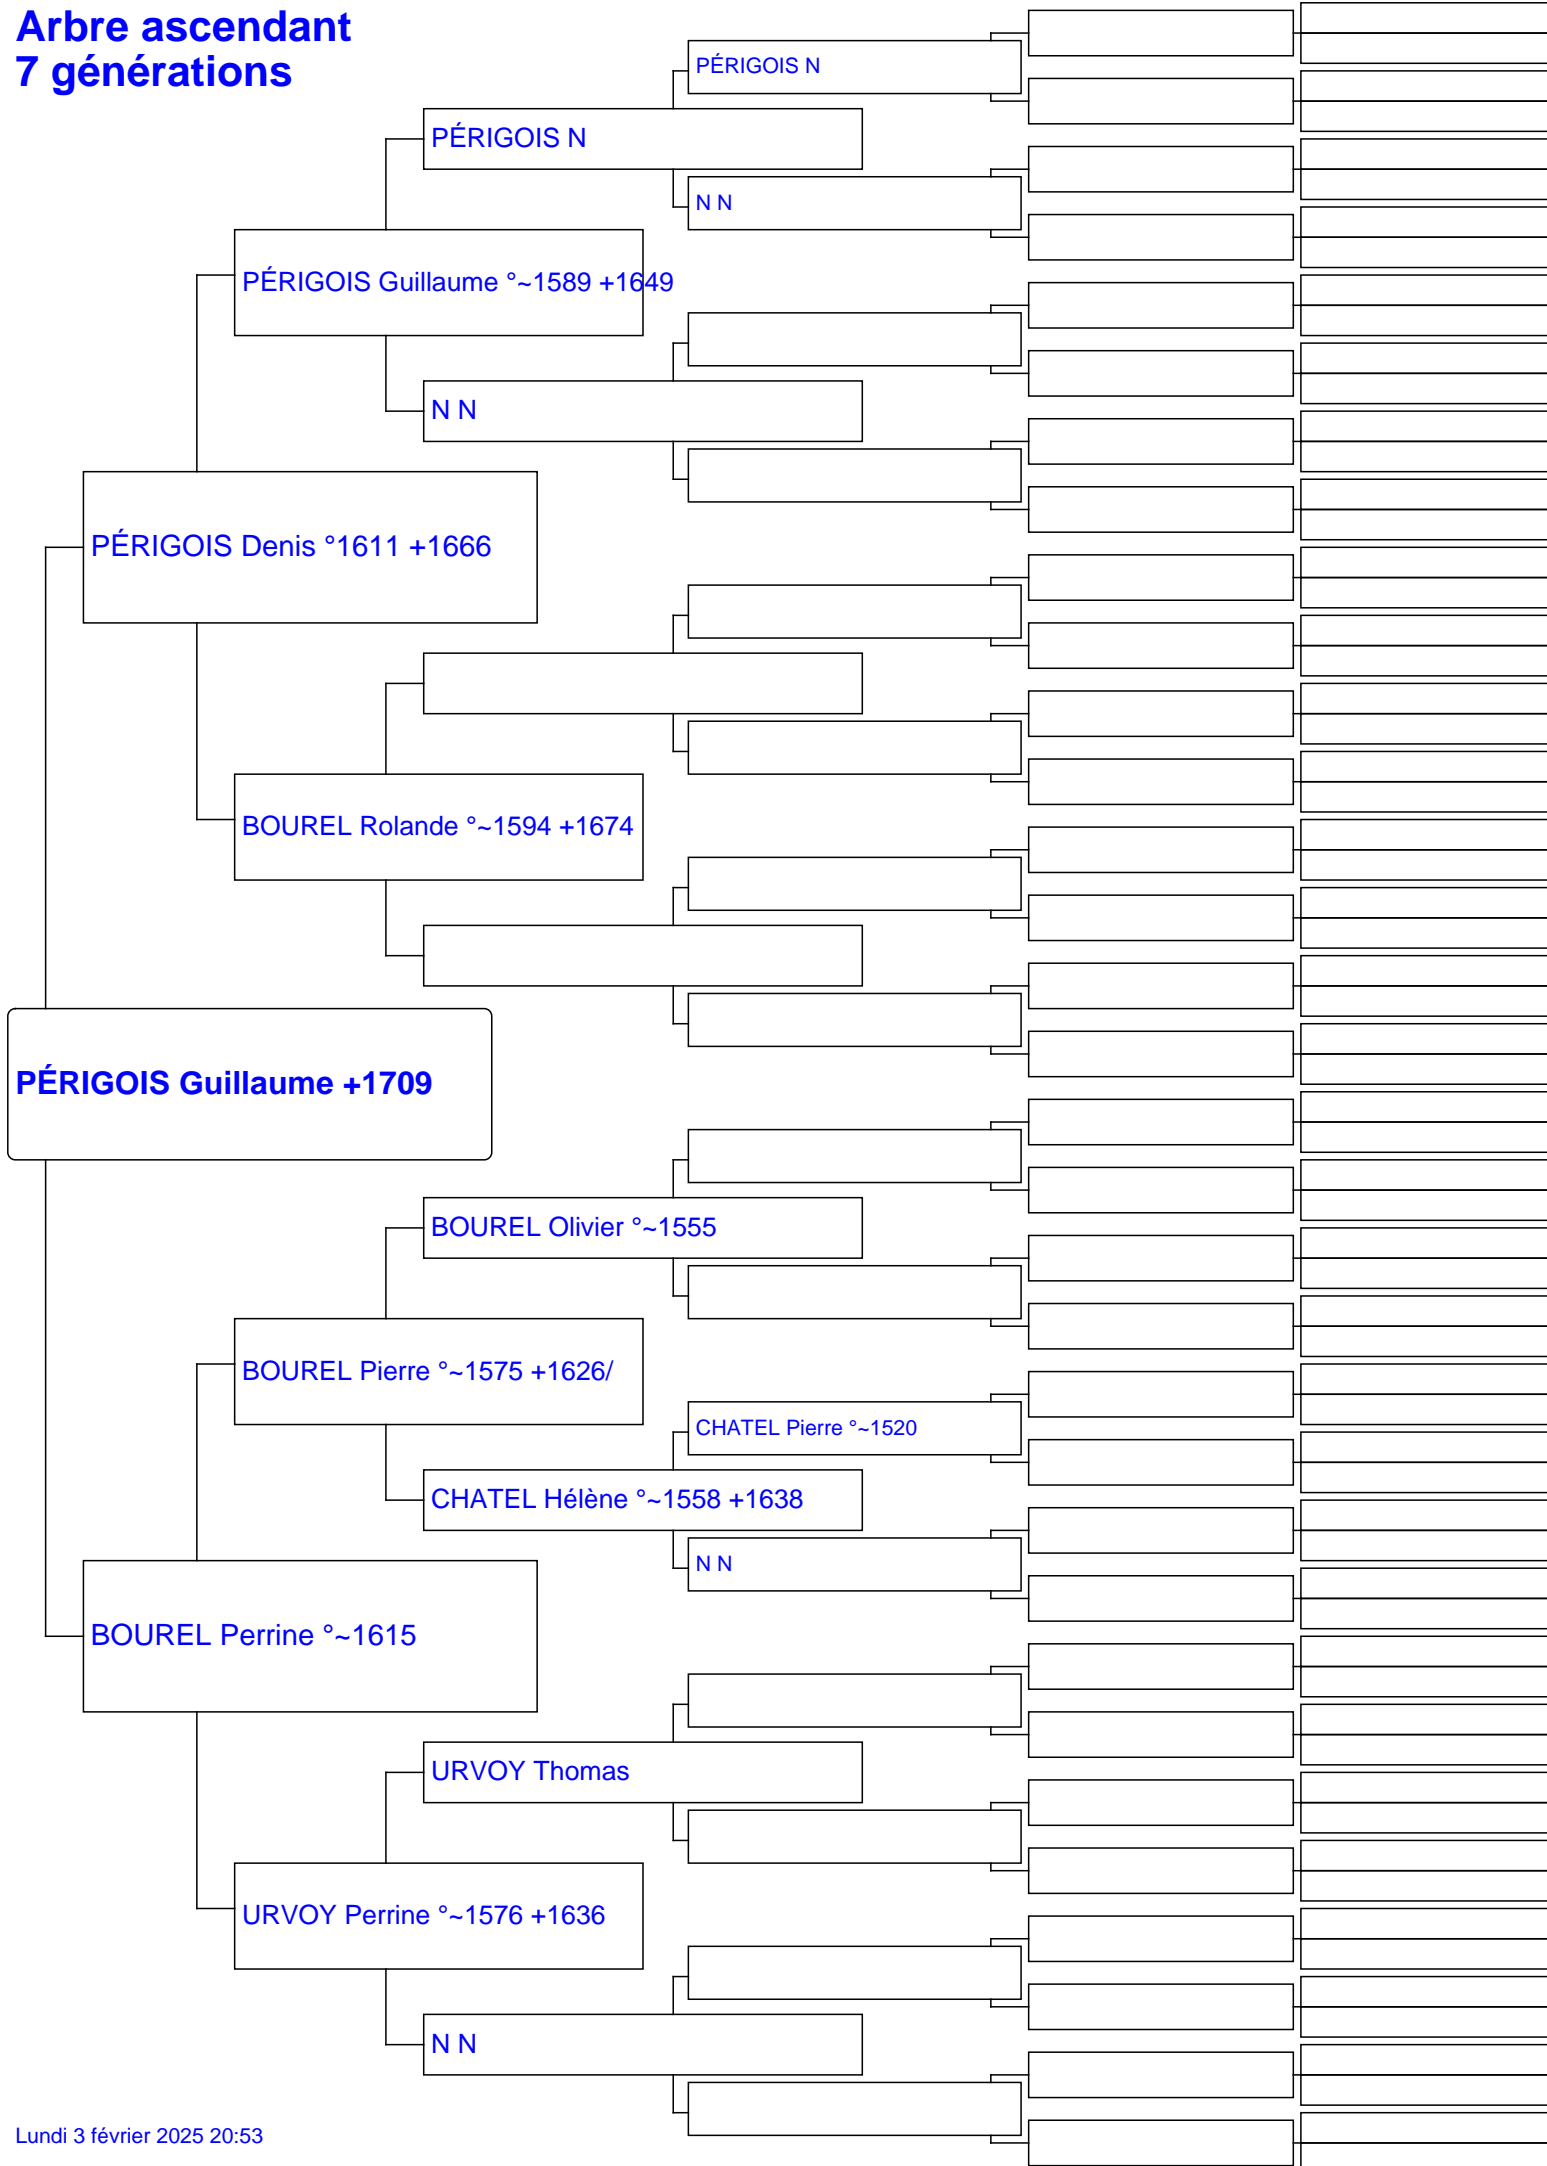 Arbre ascendant
7 générations
PÉRIGOIS N
PÉRIGOIS N
N N
PÉRIGOIS Guillaume °~1589 +1649
N N
PÉRIGOIS Denis °1611 +1666
BOUREL Rolande °~1594 +1674
PÉRIGOIS Guillaume +1709
BOUREL Olivier °~1555
BOUREL Pierre °~1575 +1626/
CHATEL Pierre °~1520
CHATEL Hélène °~1558 +1638
N N
BOUREL Perrine °~1615
URVOY Thomas
URVOY Perrine °~1576 +1636
N N
Lundi 3 février 2025 20:53